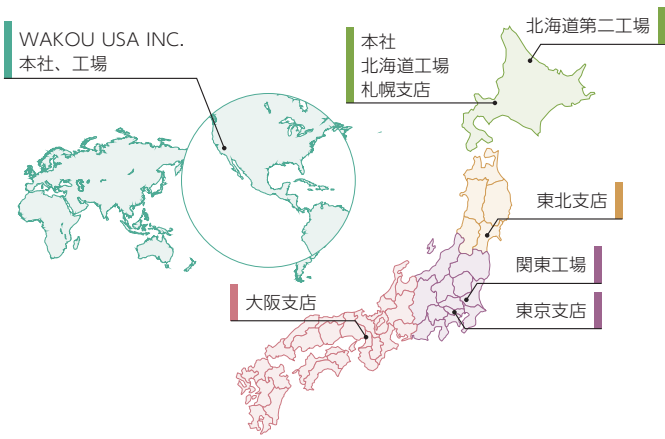 WAKOU USA INC.
本社、工場
本社
北海道工場
札幌支店
北海道第二工場
東北支店
関東工場
東京支店
大阪支店